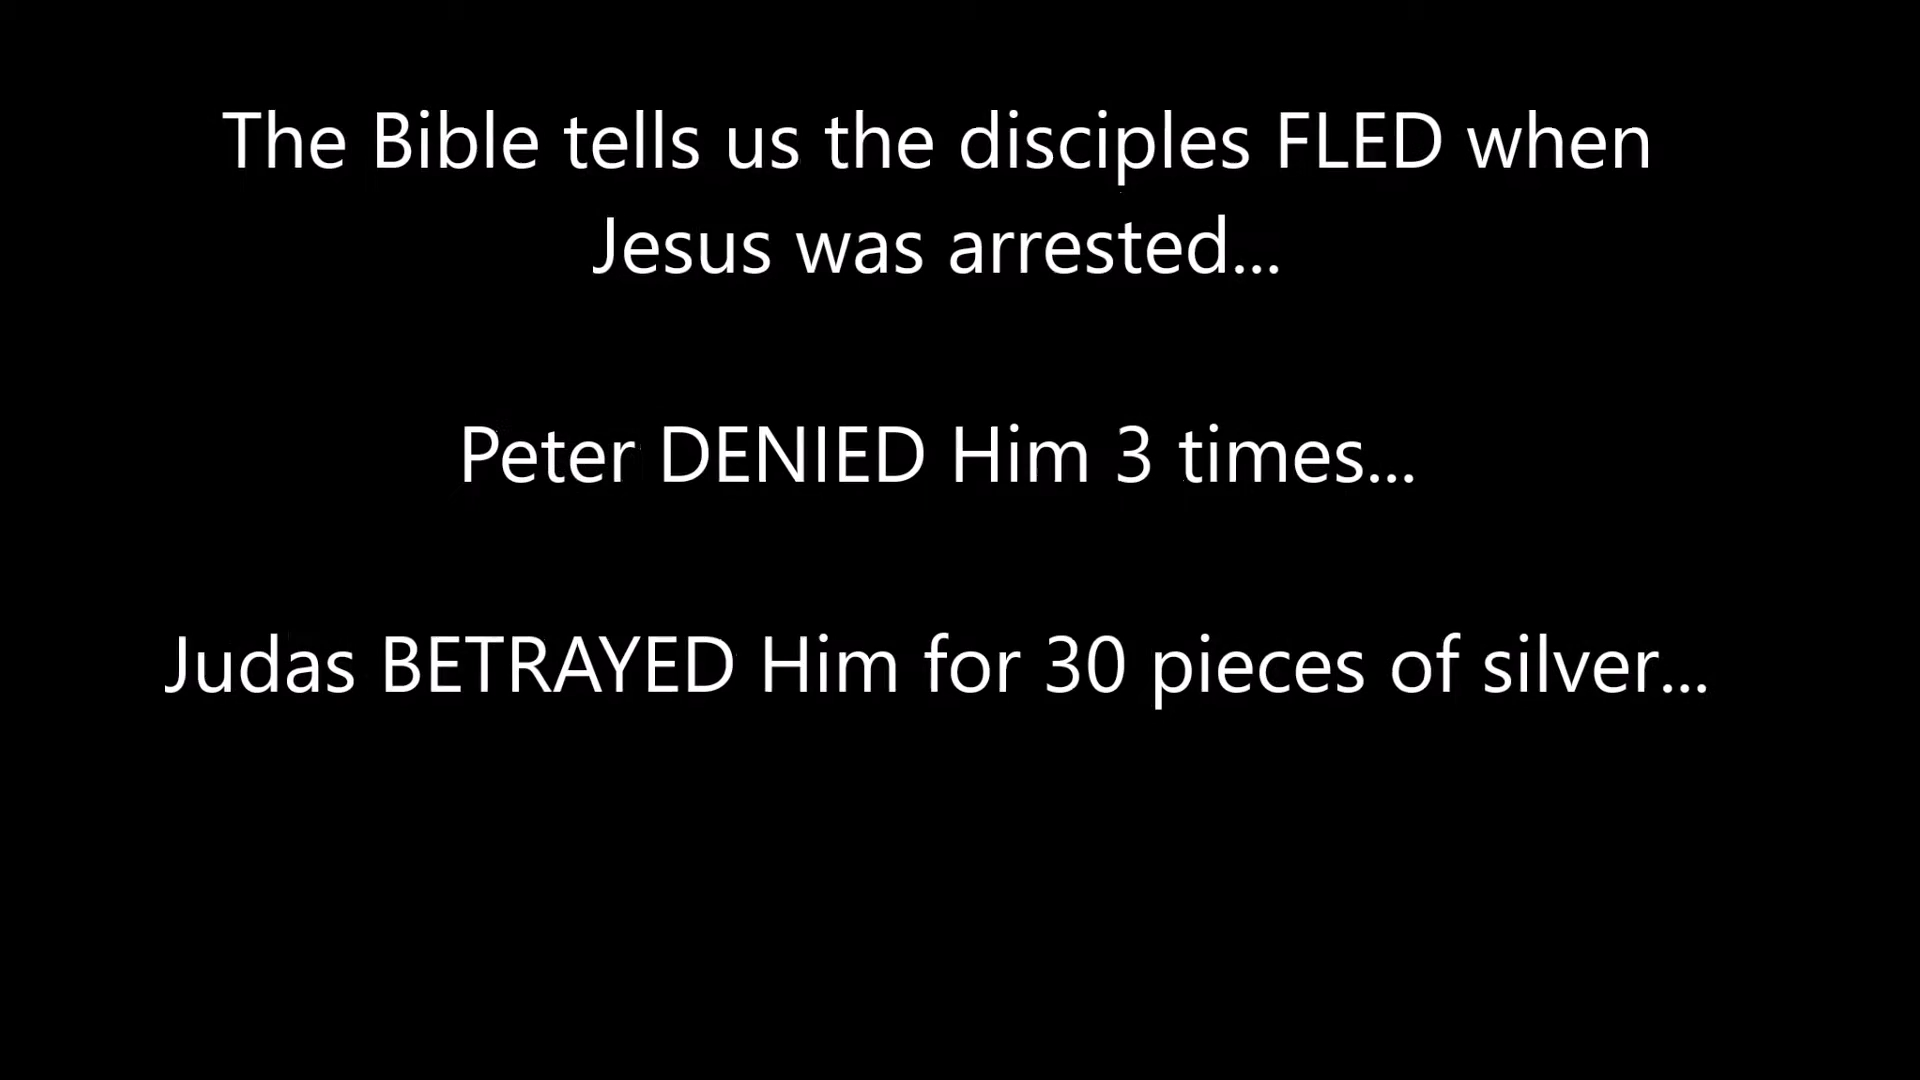 The Bible tells us the disciples FLED when
Jesus was arrested...
Peter DENIED Him 3 times...
Judas BETRAYED Him for 30 pieces of silver...